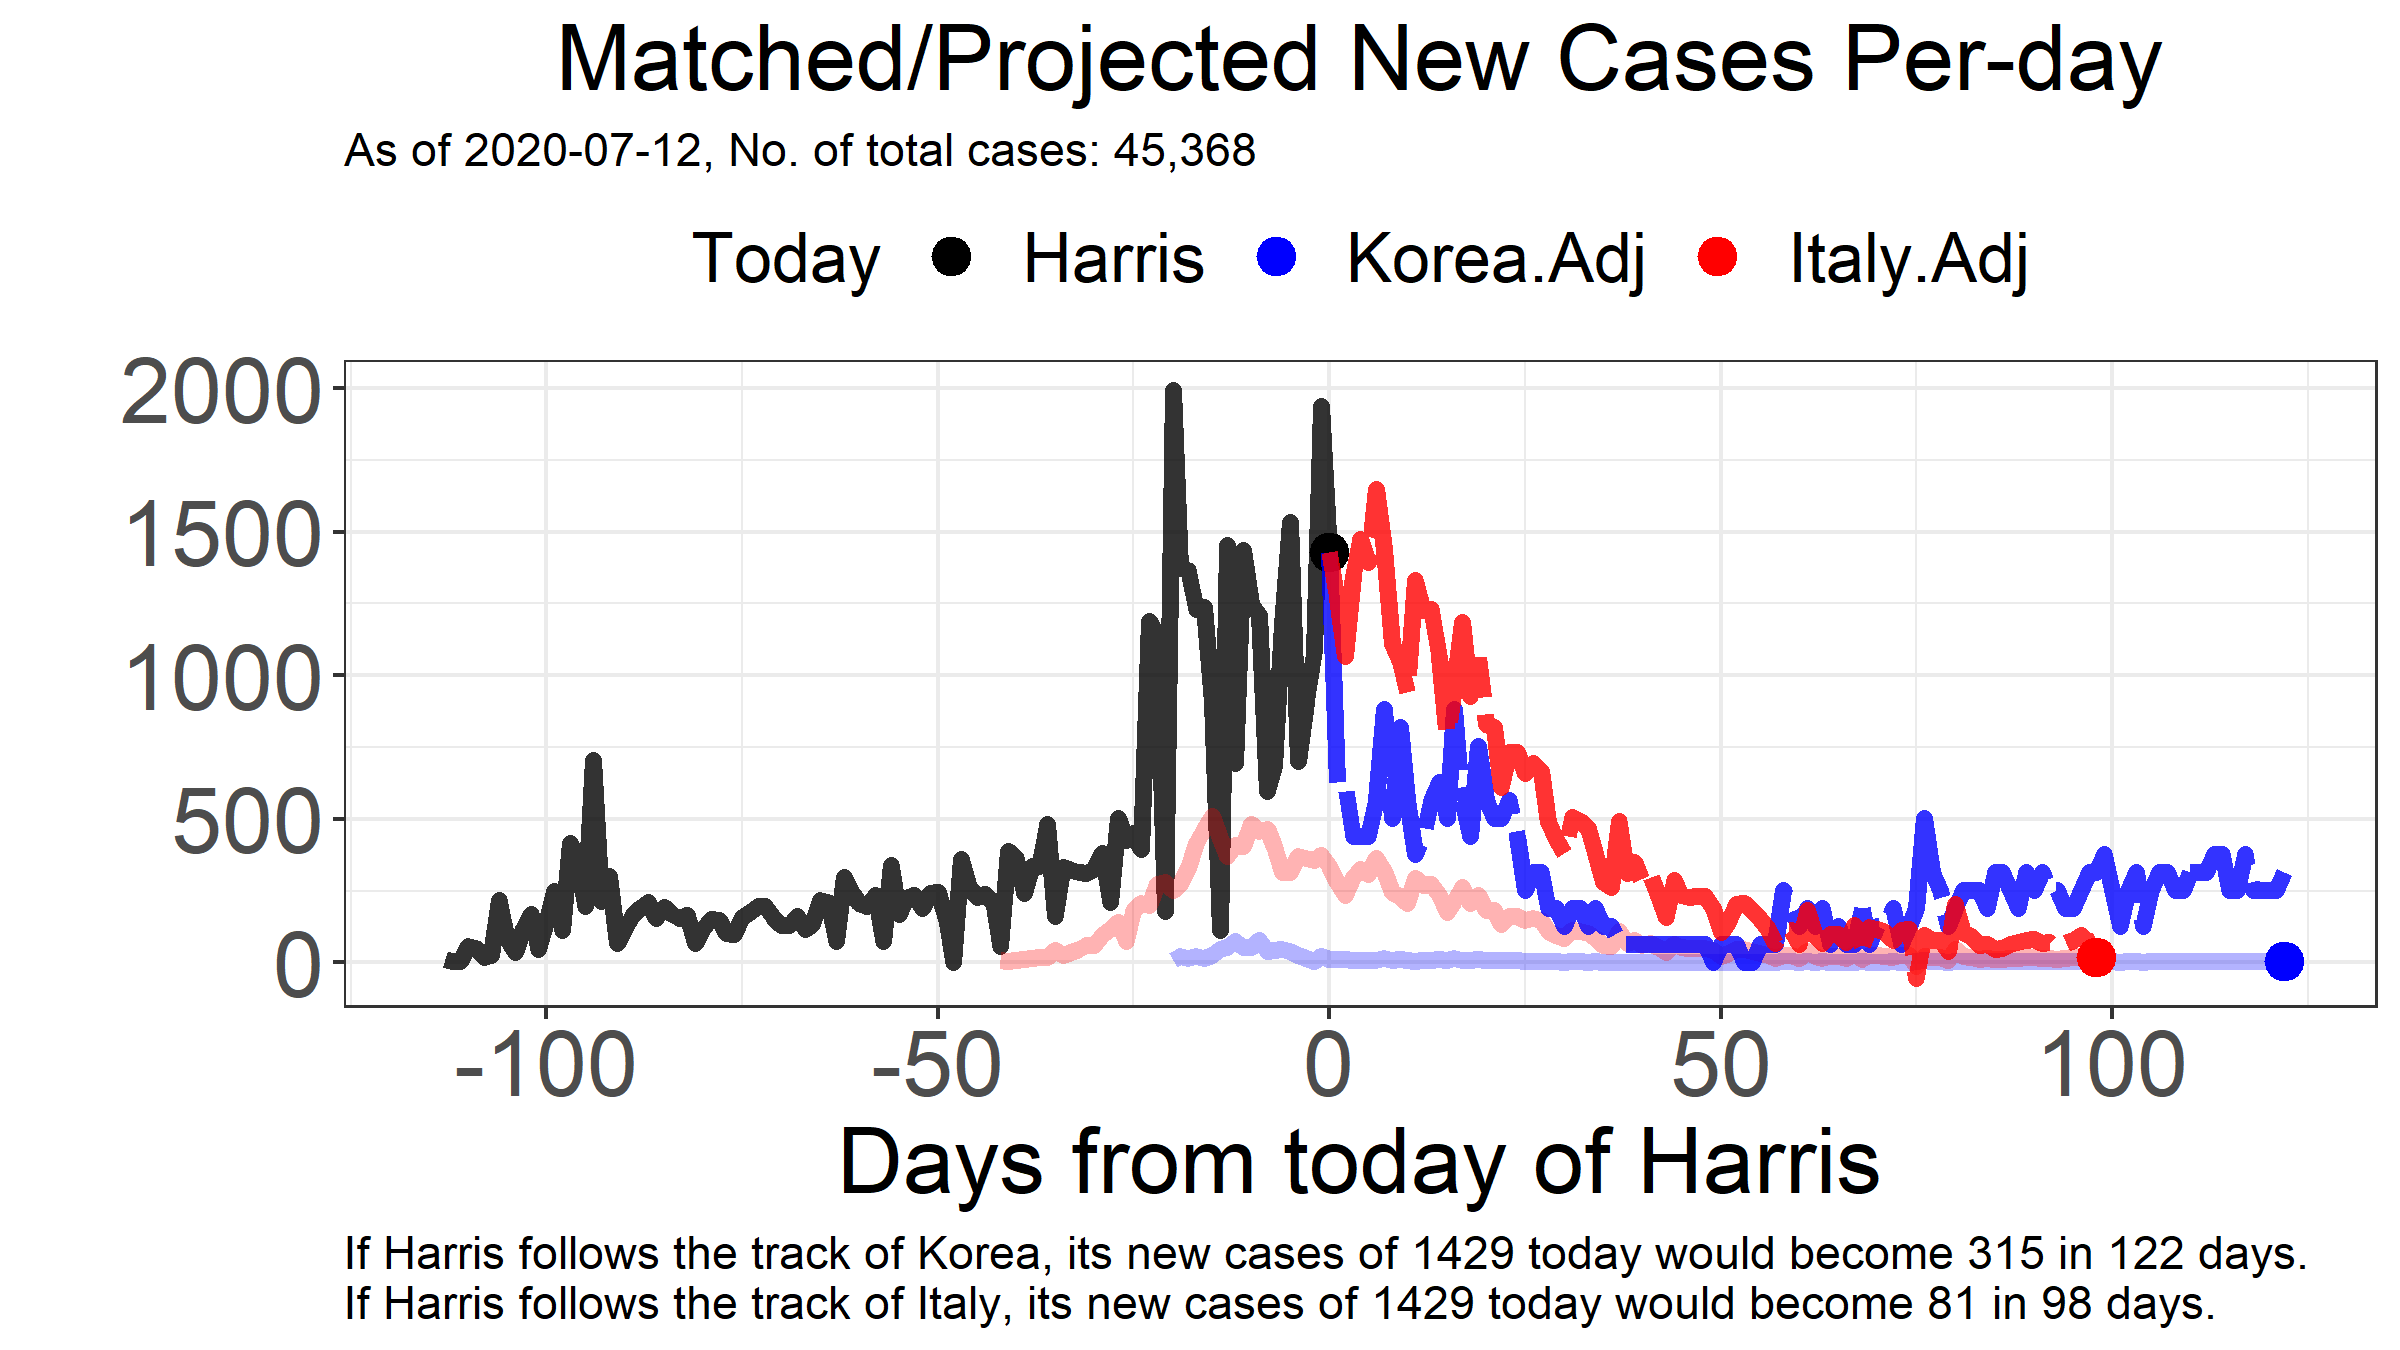 Matched/Projected New Cases Per-day
As of 2020-07-12, No. of total cases: 45,368
Today Harris Korea.Adj Italy.Adj
2000
1500
1000
500
0
-100 -50 0 50 100
Days from today of Harris
If Harris follows the track of Korea, its new cases of 1429 today would become 315 in 122 days.
If Harris follows the track of Italy, its new cases of 1429 today would become 81 in 98 days.